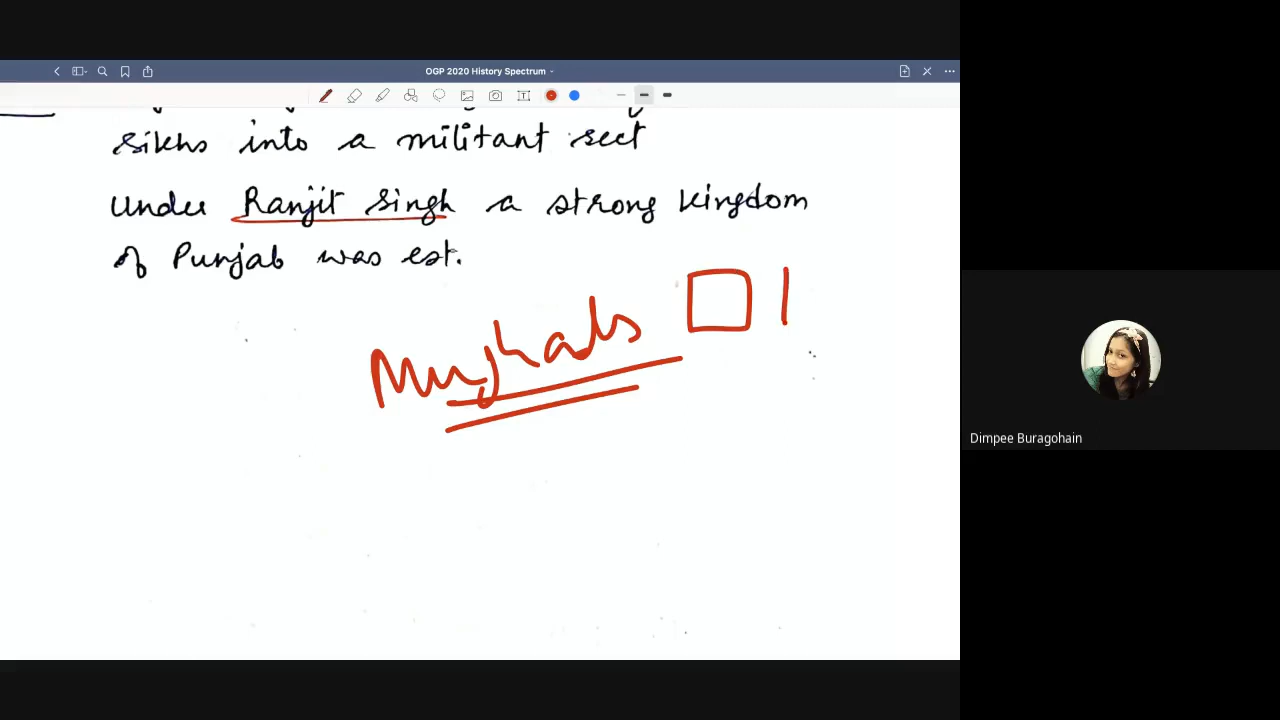 OGP 2020 History Spectrum
sikhs into a militant sect
Under Ranjit Singh a strong kingdom
of Punjab was est.
Mughals
Dimpee Buragohain